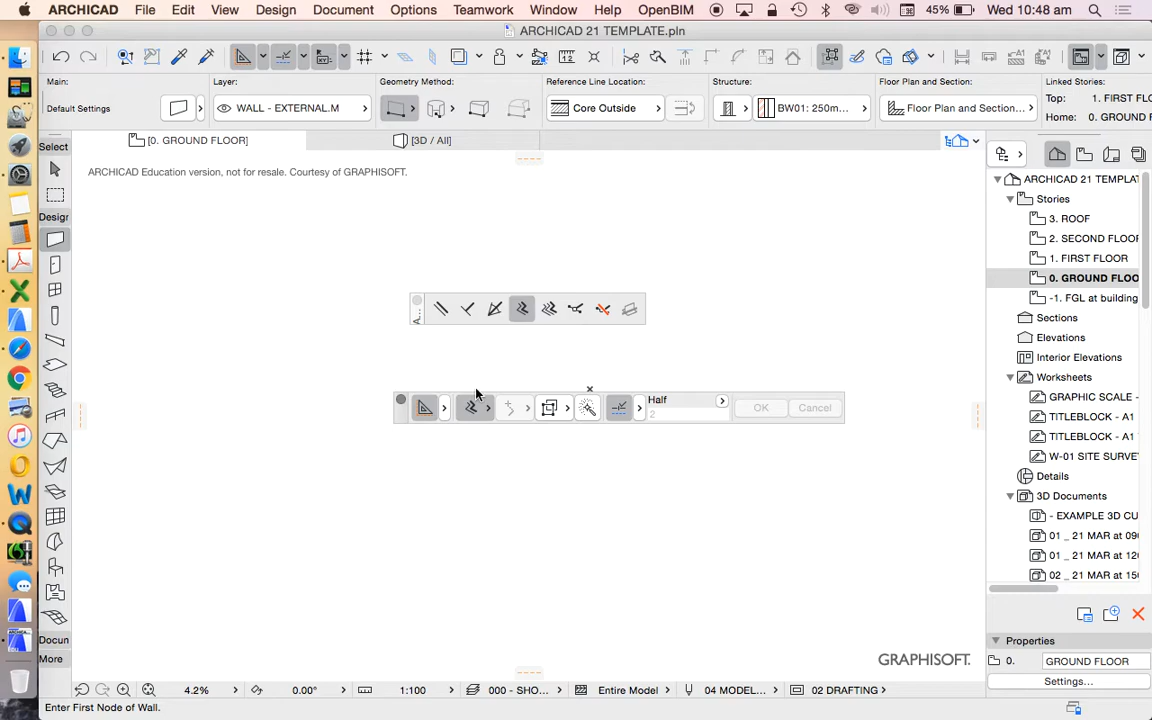 Archicad File Edit View Design Document Options Teamwork Window Help OpenBIM 45% Wed 10:48 am
ARCHICAD 21 TEMPLATE.pln
Main: Layer: Geometry Method: Reference Line Location: Structure: Floor Plan and Section: Linked Stories:
Default Settings WALL - EXTERNAL.M Core Outside BW01: 250m... Floor Plan and Section... Top: 1. FIRST FL
Home: 0. GROUND F
Select [0. GROUND FLOOR] [3D / All]
ARCHICAD Education version, not for resale. Courtesy of GRAPHISOFT.
ARCHICAD 21 TEMPLAT
Stories
3. ROOF
Design
2. SECOND FLOO
1. FIRST FLOOR
0. GROUND FLOO
-1. FGL at building
Sections
Elevations
Interior Elevations
Worksheets
GRAPHIC SCALE -
TITLEBLOCK - A1
TITLEBLOCK - A1
W-01 SITE SURVE
Details
3D Documents
- EXAMPLE 3D CU
01 _ 21 MAR at 090
01 _ 21 MAR at 120
02 _ 21 MAR at 150
A...
Half
2
OK Cancel
Docun
More
GRAPHISOFT.
Properties
0. GROUND FLOOR
Settings...
4.2% 0.00° 1:100 000 - SHO... Entire Model 04 MODEL... 02 DRAFTING
Enter First Node of Wall.